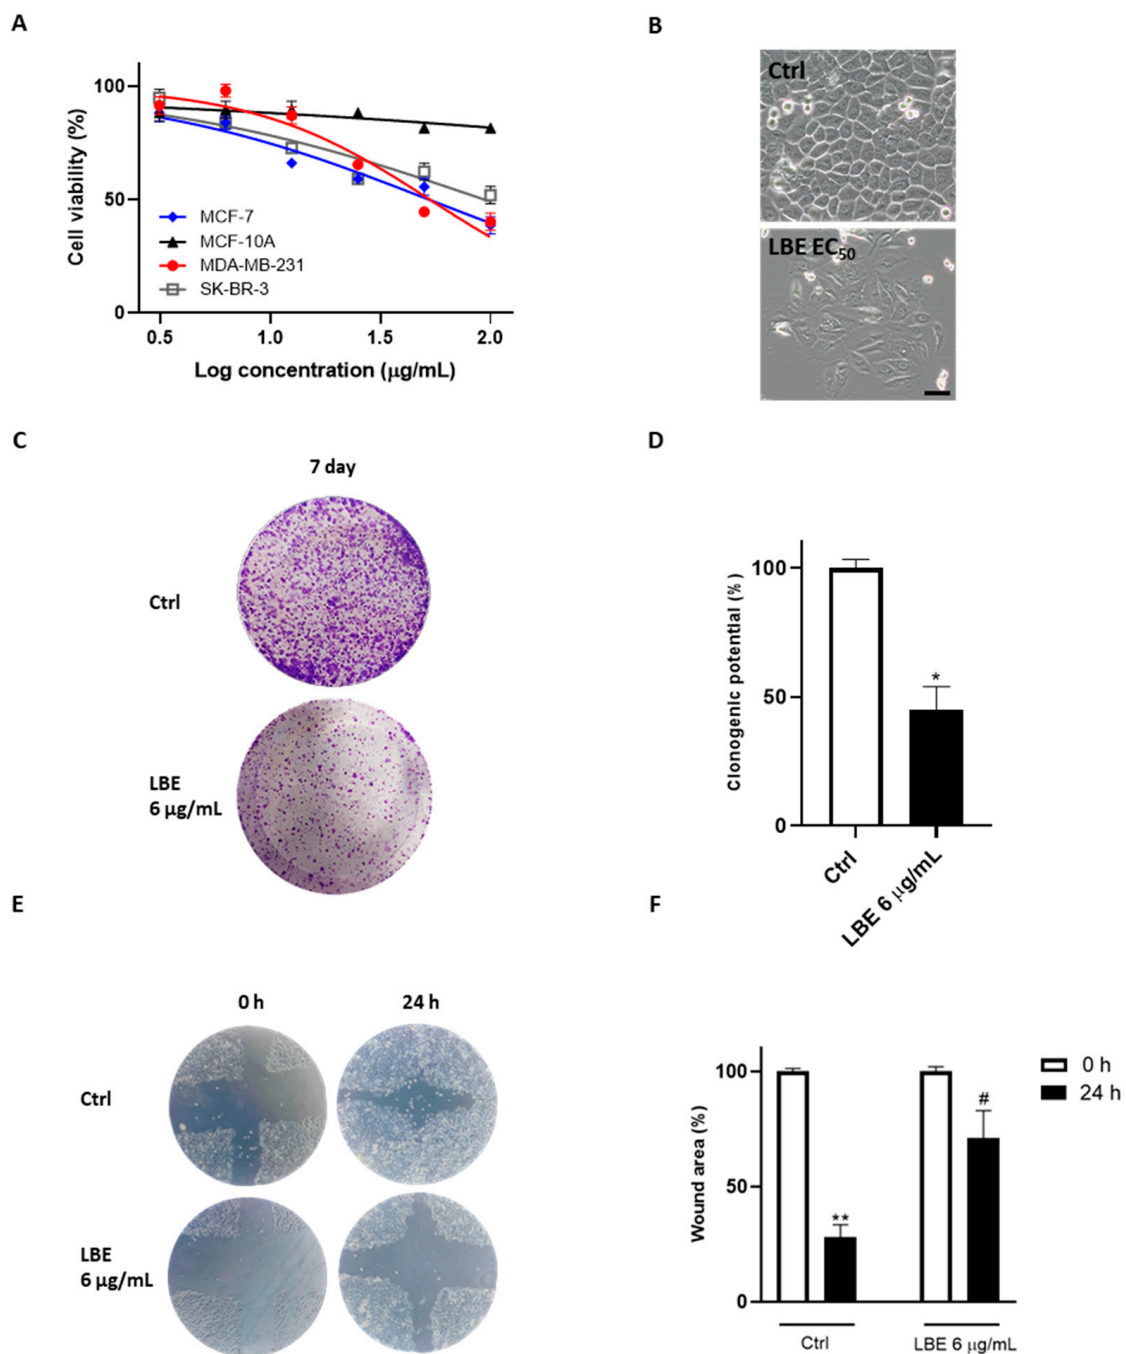 A
Cell viability (%)
100
50
0
MCF-7
MCF-10A
MDA-MB-231
SK-BR-3
0.5 1.0 1.5 2.0
Log concentration (μg/mL)
B
Ctrl
LBE EC50
C
7 day
Ctrl
LBE
6 μg/mL
D
Clonogenic potential (%)
100
50
0
*
Ctrl
LBE 6 μg/mL
E
0 h 24 h
Ctrl
LBE
6 μg/mL
F
Wound area (%)
100
50
0
**
#
0 h
24 h
Ctrl LBE 6 μg/mL